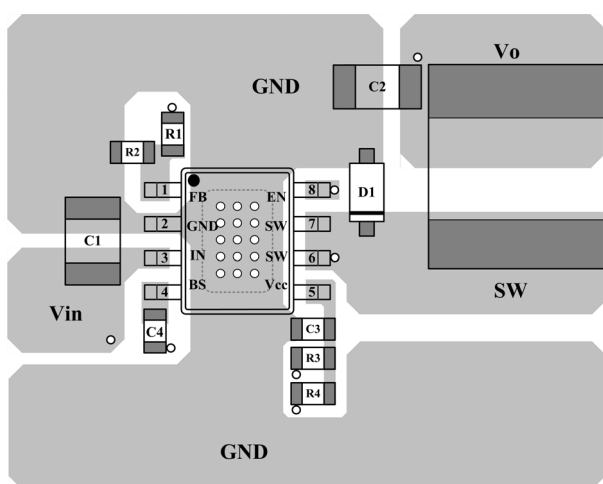 Vo
GND
C2
R1
R2
1
FB
EN
8
D1
2
GND
SW
7
C1
3
IN
SW
6
4
BS
Vcc
5
SW
Vin
C4
C3
R3
R4
GND